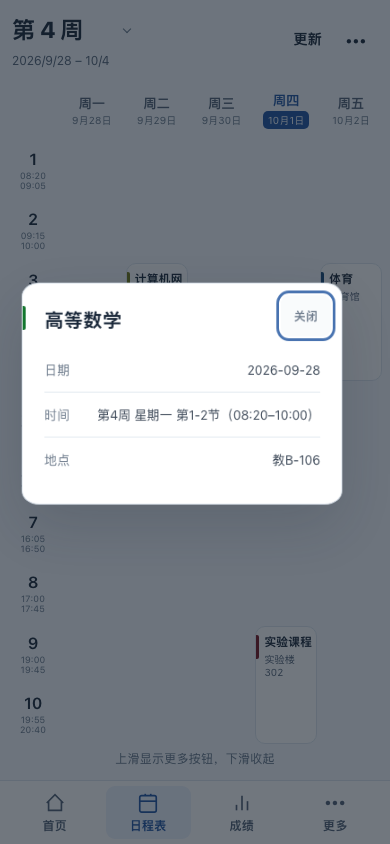 第 4 周
更新
2026/9/28 – 10/4
周一 周二 周三 周四 周五
9月28日 9月29日 9月30日 10月1日 10月2日
1
08:20
09:05
2
09:15
10:00
3 计算机网 体育
高等数学
关闭
日期 2026-09-28
时间 第4周 星期一 第1-2节（08:20–10:00）
地点 教B-106
7
16:05
16:50
8
17:00
17:45
9
19:00
19:45
实验课程
实验楼
302
10
19:55
20:40
上滑显示更多按钮，下滑收起
首页 日程表 成绩 更多